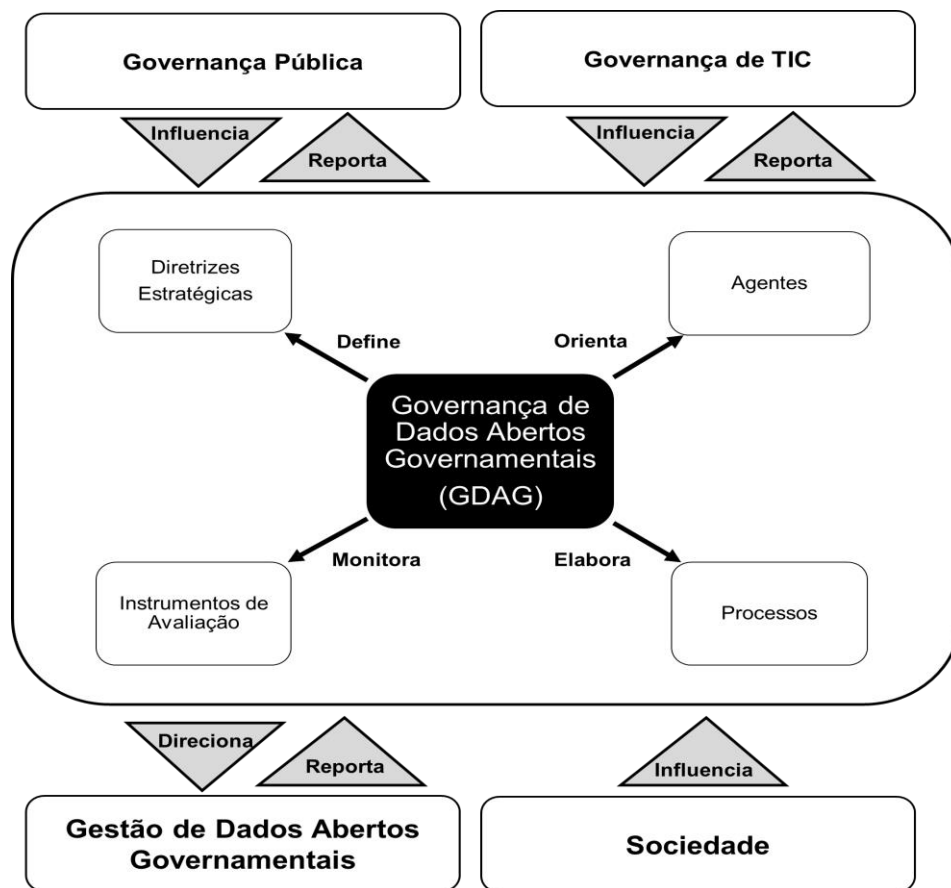 Governança Pública
Governança de TIC
Influencia
Reporta
Influencia
Reporta
Diretrizes
Estratégicas
Agentes
Define
Orienta
Governança de
Dados Abertos
Governamentais
(GDAG)
Monitora
Elabora
Instrumentos de
Avaliação
Processos
Direciona
Reporta
Influencia
Gestão de Dados Abertos
Governamentais
Sociedade